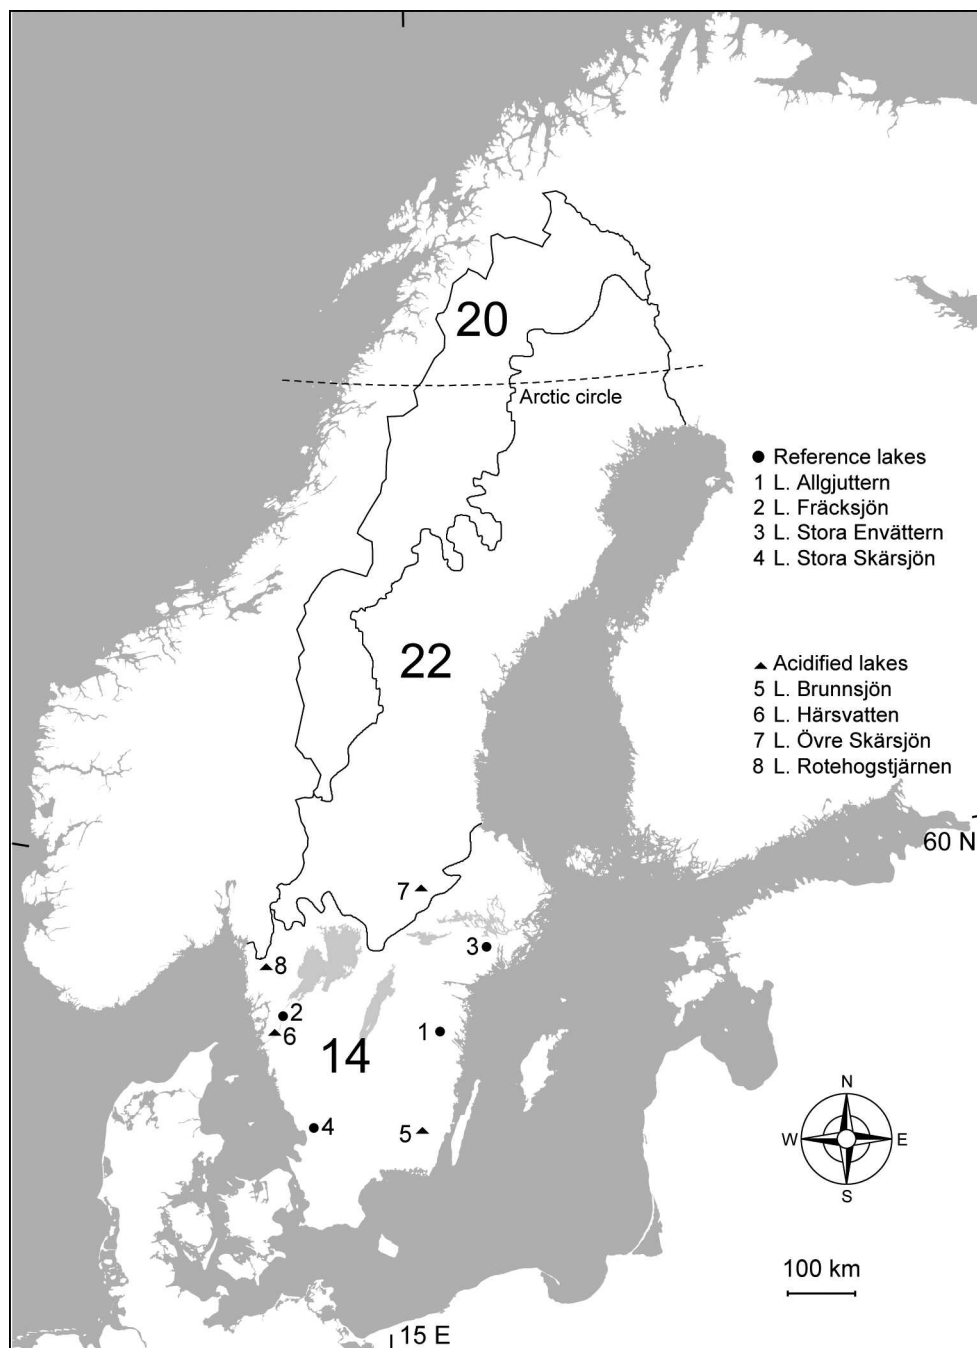 20
Arctic circle
Reference lakes
1 L. Allgjuttern
2 L. Fräcksjön
3 L. Stora Envättern
4 L. Stora Skärsjön
22
Acidified lakes
5 L. Brunnsjön
6 L. Härsvatten
7 L. Övre Skärsjön
8 L. Rotehogstjärnen
60 N
7
3
8
2
6
1
14
4
5
N
W E
S
100 km
15 E